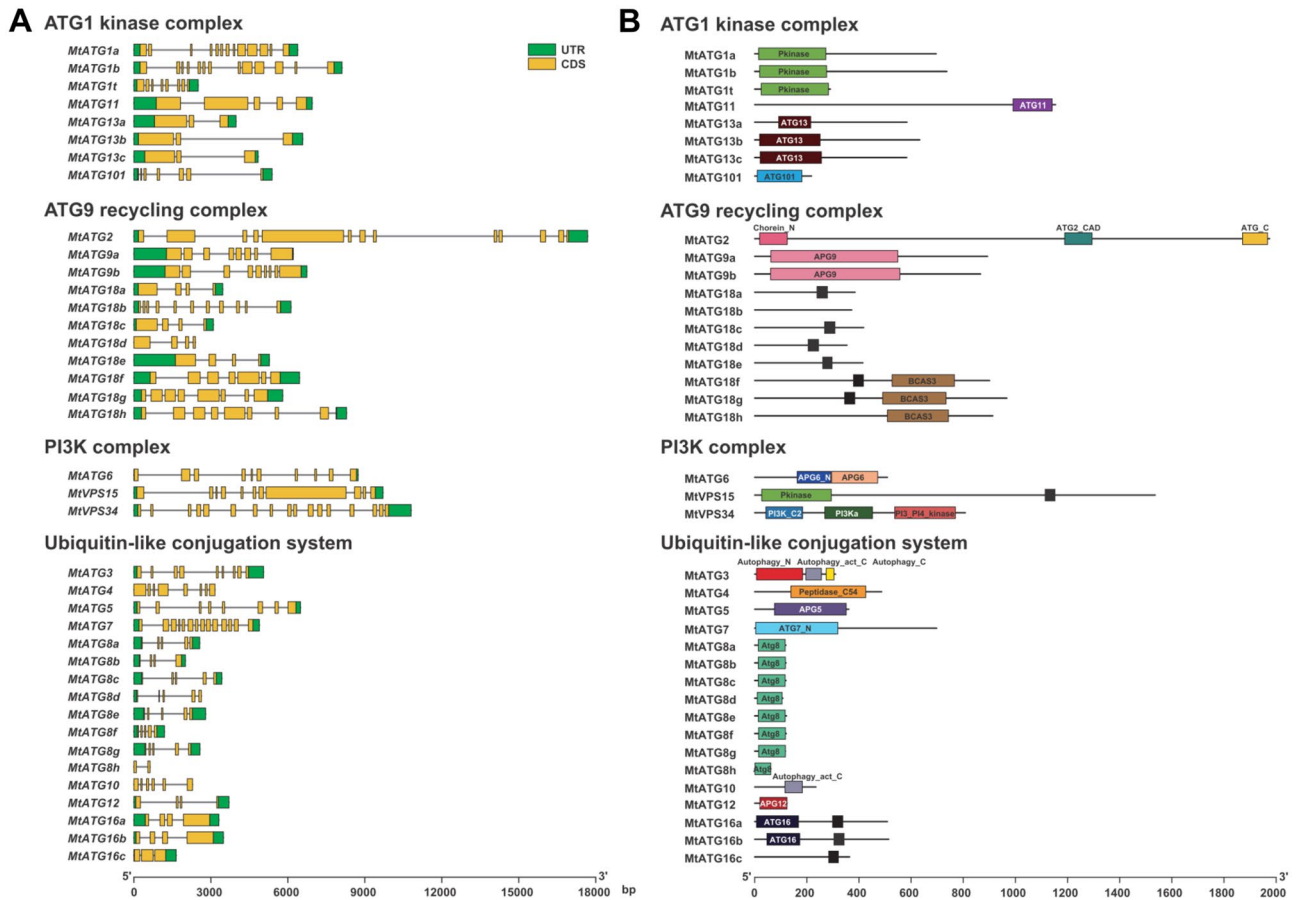 A
ATG1 kinase complex
MtATG1a
MtATG1b
MtATG1t
MtATG11
MtATG13a
MtATG13b
MtATG13c
MtATG101
UTR
CDS
ATG9 recycling complex
MtATG2
MtATG9a
MtATG9b
MtATG18a
MtATG18b
MtATG18c
MtATG18d
MtATG18e
MtATG18f
MtATG18g
MtATG18h
PI3K complex
MtATG6
MtVPS15
MtVPS34
Ubiquitin-like conjugation system
MtATG3
MtATG4
MtATG5
MtATG7
MtATG8a
MtATG8b
MtATG8c
MtATG8d
MtATG8e
MtATG8f
MtATG8g
MtATG8h
MtATG10
MtATG12
MtATG16a
MtATG16b
MtATG16c
5' 3'
0 3000 6000 9000 12000 15000 18000 bp
B
ATG1 kinase complex
MtATG1a Pkinase
MtATG1b Pkinase
MtATG1t Pkinase
MtATG11 ATG11
MtATG13a ATG13
MtATG13b ATG13
MtATG13c ATG13
MtATG101 ATG101
ATG9 recycling complex
Chorein_N ATG2_CAD ATG_C
MtATG2
MtATG9a APG9
MtATG9b APG9
MtATG18a
MtATG18b
MtATG18c
MtATG18d
MtATG18e
MtATG18f BCAS3
MtATG18g BCAS3
MtATG18h BCAS3
PI3K complex
MtATG6 APG6_N APG6
MtVPS15 Pkinase
MtVPS34 PI3K_C2 PI3Ka PI3_PI4_kinase
Ubiquitin-like conjugation system
Autophagy_N Autophagy_act_C Autophagy_C
MtATG3
MtATG4 Peptidase_C54
MtATG5 APG5
MtATG7 ATG7_N
MtATG8a Atg8
MtATG8b Atg8
MtATG8c Atg8
MtATG8d Atg8
MtATG8e Atg8
MtATG8f Atg8
MtATG8g Atg8
MtATG8h Atg8
Autophagy_act_C
MtATG10
MtATG12 APG12
MtATG16a ATG16
MtATG16b ATG16
MtATG16c
5' 3'
0 200 400 600 800 1000 1200 1400 1600 1800 2000